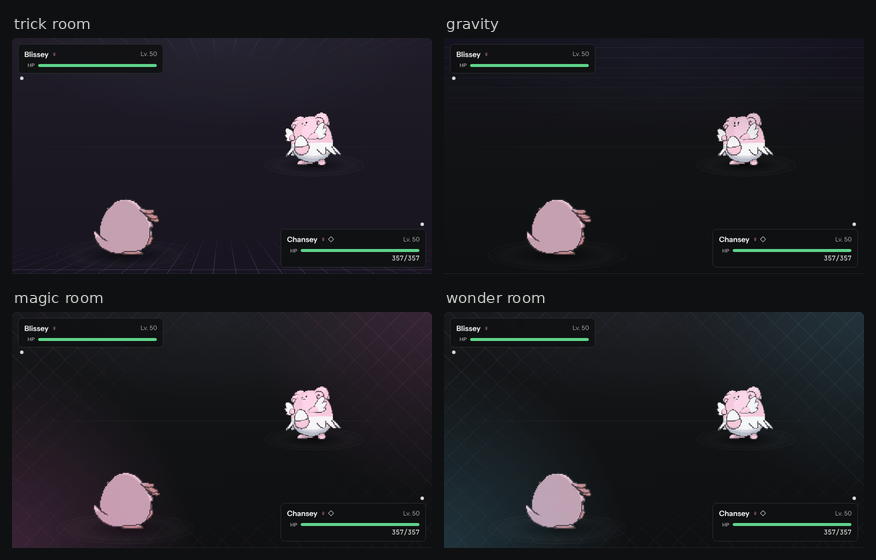 trick room
Blissey ♀ Lv. 50
HP
Chansey ♀ ◇ Lv. 50
HP
357/357
gravity
Blissey ♀ Lv. 50
HP
Chansey ♀ ◇ Lv. 50
HP
357/357
magic room
Blissey ♀ Lv. 50
HP
Chansey ♀ ◇ Lv. 50
HP
357/357
wonder room
Blissey ♀ Lv. 50
HP
Chansey ♀ ◇ Lv. 50
HP
357/357